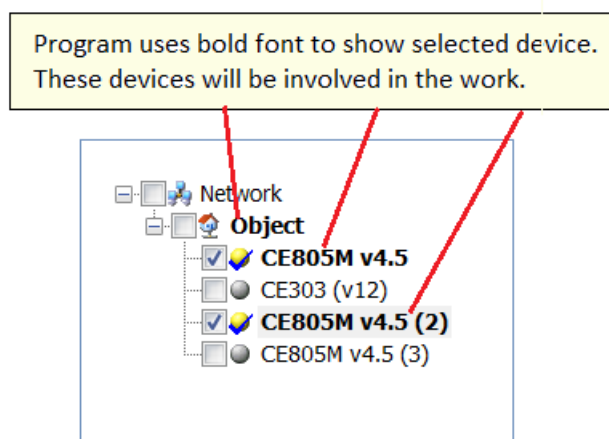 Program uses bold font to show selected device.
These devices will be involved in the work.
Network
Object
CE805M v4.5
CE303 (v12)
CE805M v4.5 (2)
CE805M v4.5 (3)